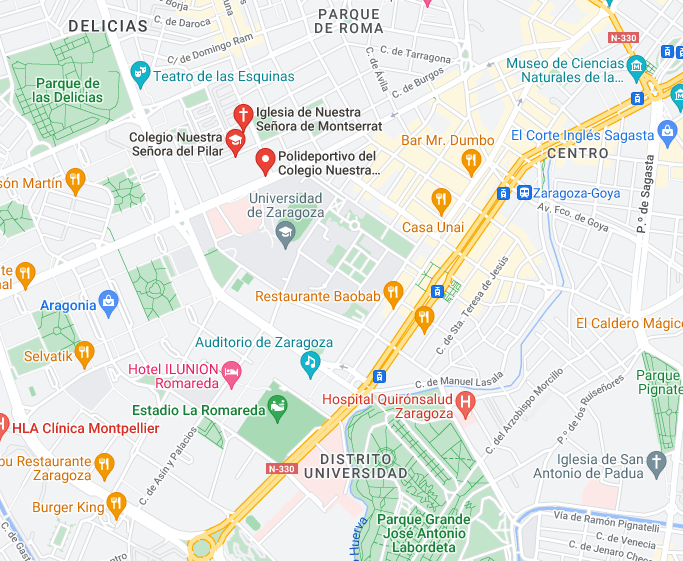 C. de Borja
C. de Daroca
DELICIAS
PARQUE
DE ROMA
N-330
C/ de Domingo Ram
C. de Tarragona
Teatro de las Esquinas
C. de Ávila
C. de Burgos
Museo de Ciencias
Naturales de la...
Parque de
las Delicias
Iglesia de Nuestra
Señora de Montserrat
Colegio Nuestra
Señora del Pilar
Bar Mr. Dumbo
El Corte Inglés Sagasta
Polideportivo del
Colegio Nuestra...
CENTRO
són Martín
Universidad
de Zaragoza
Zaragoza-Goya
P.º de Sagasta
Casa Unai
Av. Fco. de Goya
C. de Sta. Teresa de Jesús
Restaurante Baobab
Aragonia
El Caldero Mágico
Auditorio de Zaragoza
Selvatik
Hotel ILUNION
Romareda
C. de Manuel Lasala
Parque
Pignate
Estadio La Romareda
Hospital Quirónsalud
Zaragoza
C. del Arzobispo Morcillo
P.º de los Ruiseñores
HLA Clínica Montpellier
C. de Asín y Palacios
DISTRITO
UNIVERSIDAD
N-330
Iglesia de San
Antonio de Padua
bu Restaurante
Zaragoza
Burger King
Huerva
Parque Grande
José Antonio
Labordeta
Vía de Ramón Pignatelli
C. de Venecia
C. de Jenaro Chec